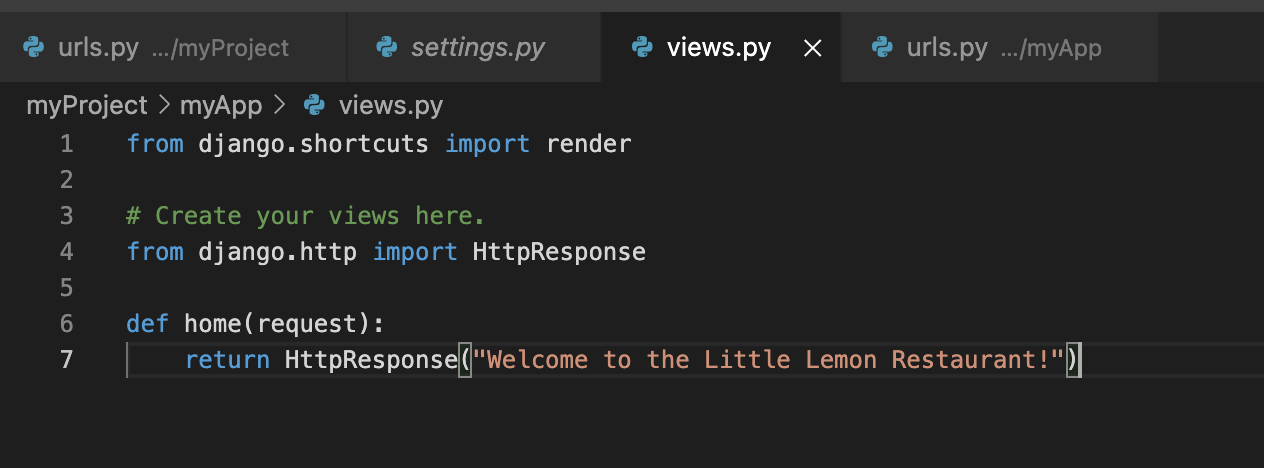 urls.py .../myProject settings.py views.py urls.py .../myApp
myProject > myApp > views.py
1 from django.shortcuts import render
2
3 # Create your views here.
4 from django.http import HttpResponse
5
6 def home(request):
7     return HttpResponse("Welcome to the Little Lemon Restaurant!")